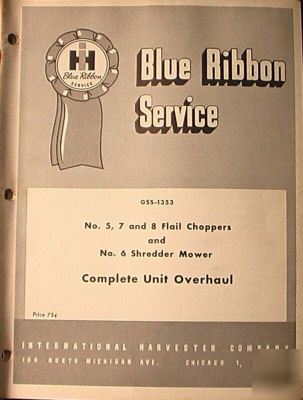 IH
Blue Ribbon
SERVICE
Blue Ribbon
Service
GSS-1353
No. 5, 7 and 8 Flail Choppers
and
No. 6 Shredder Mower
Complete Unit Overhaul
Price 75¢
INTERNATIONAL HARVESTER COMPANY
180 NORTH MICHIGAN AVE. CHICAGO 1,